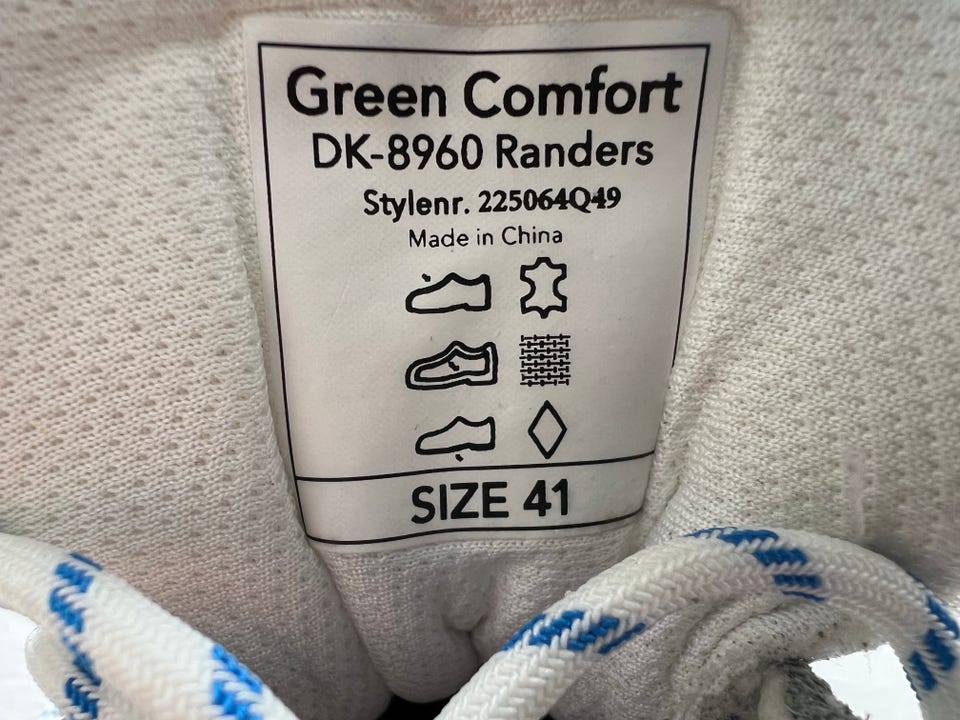 Green Comfort
DK-8960 Randers
Stylenr. 225064Q49
Made in China
SIZE 41